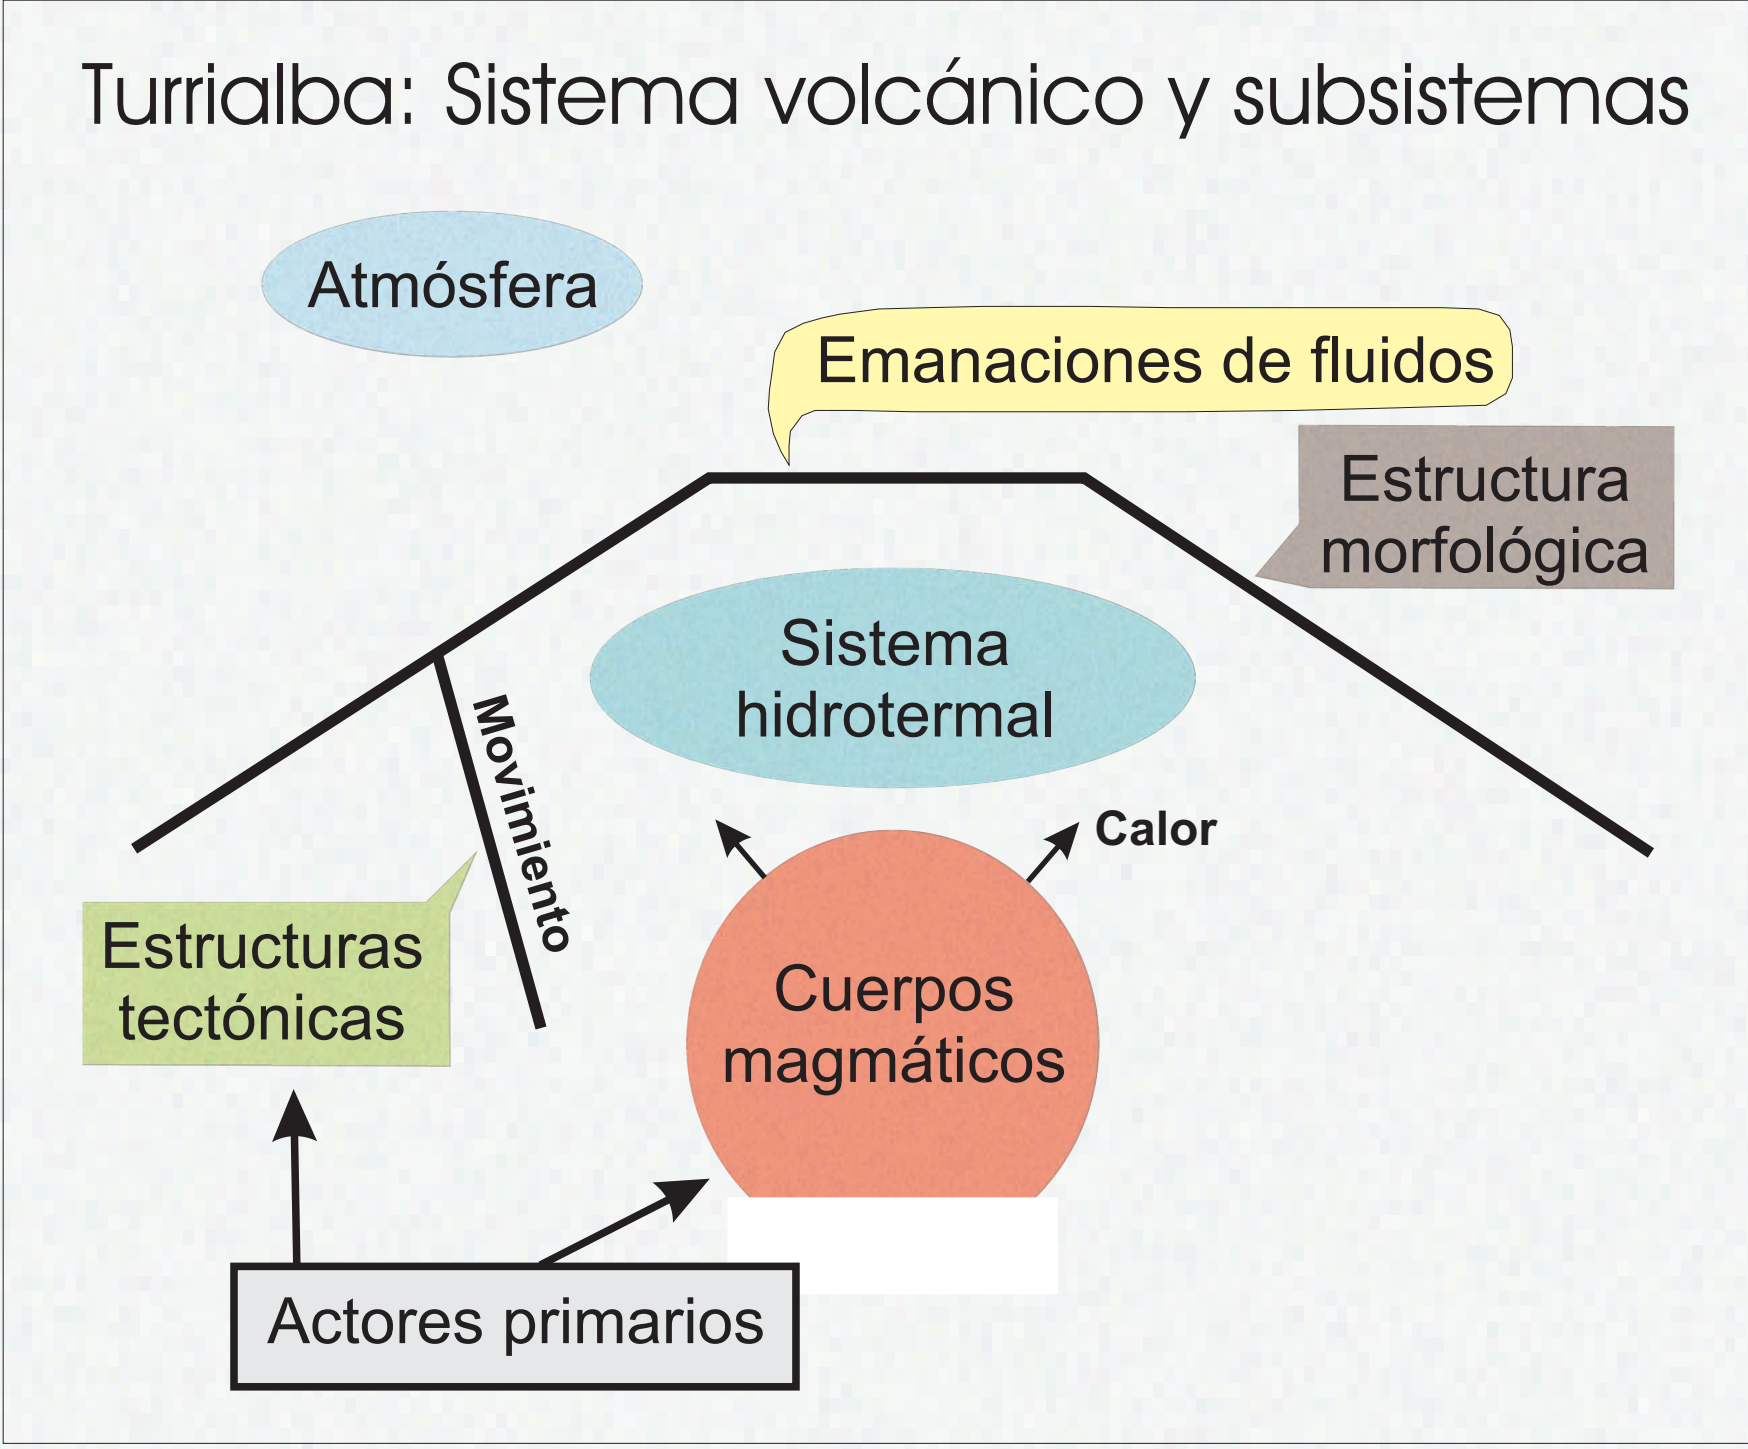 Turrialba: Sistema volcánico y subsistemas
Atmósfera
Emanaciones de fluidos
Estructura
morfológica
Sistema
hidrotermal
Movimiento
Calor
Estructuras
tectónicas
Cuerpos
magmáticos
Actores primarios